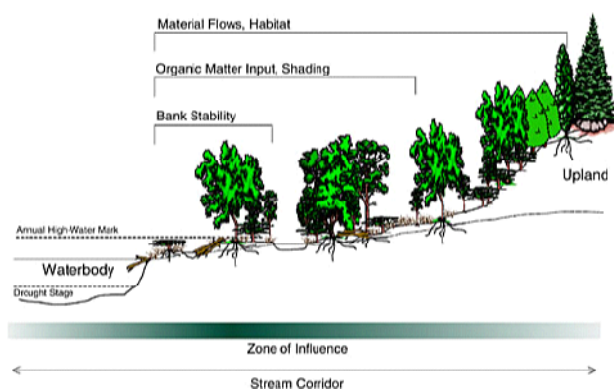 Material Flows, Habitat
Organic Matter Input, Shading
Bank Stability
Upland
Annual High-Water Mark
Waterbody
Drought Stage
Zone of Influence
Stream Corridor